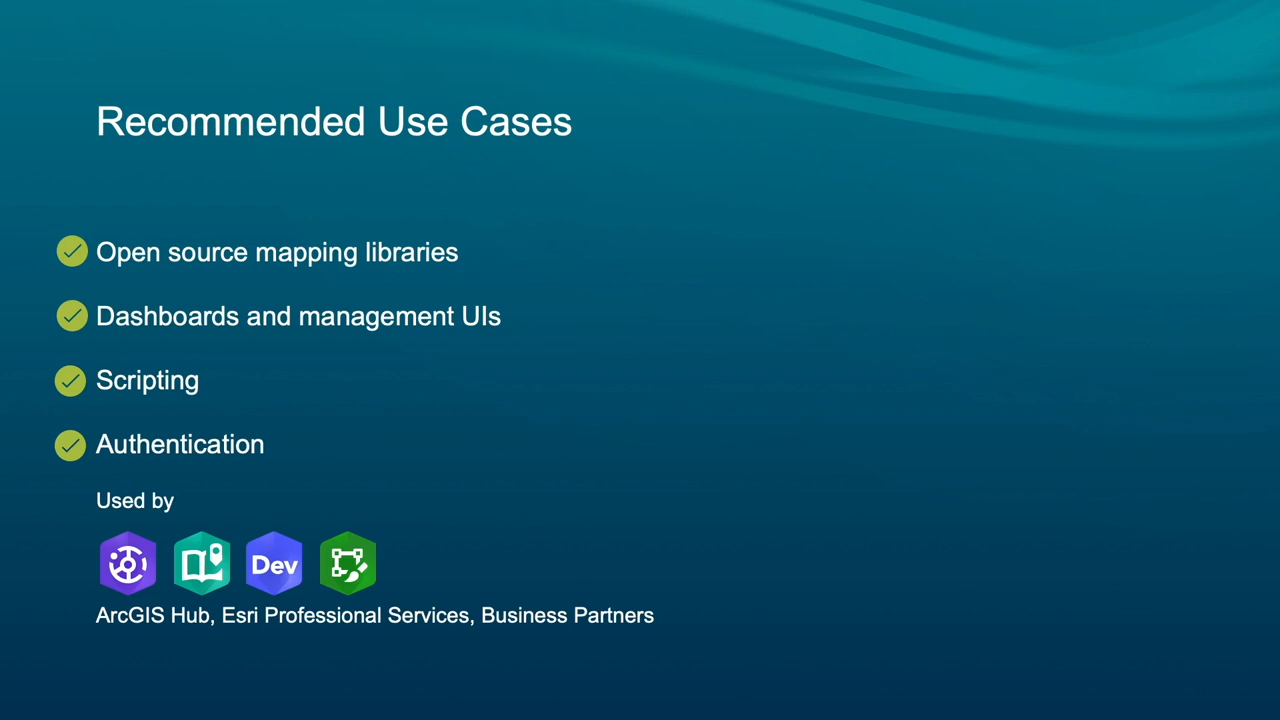 Recommended Use Cases
Open source mapping libraries
Dashboards and management UIs
Scripting
Authentication
Used by
Dev
ArcGIS Hub, Esri Professional Services, Business Partners